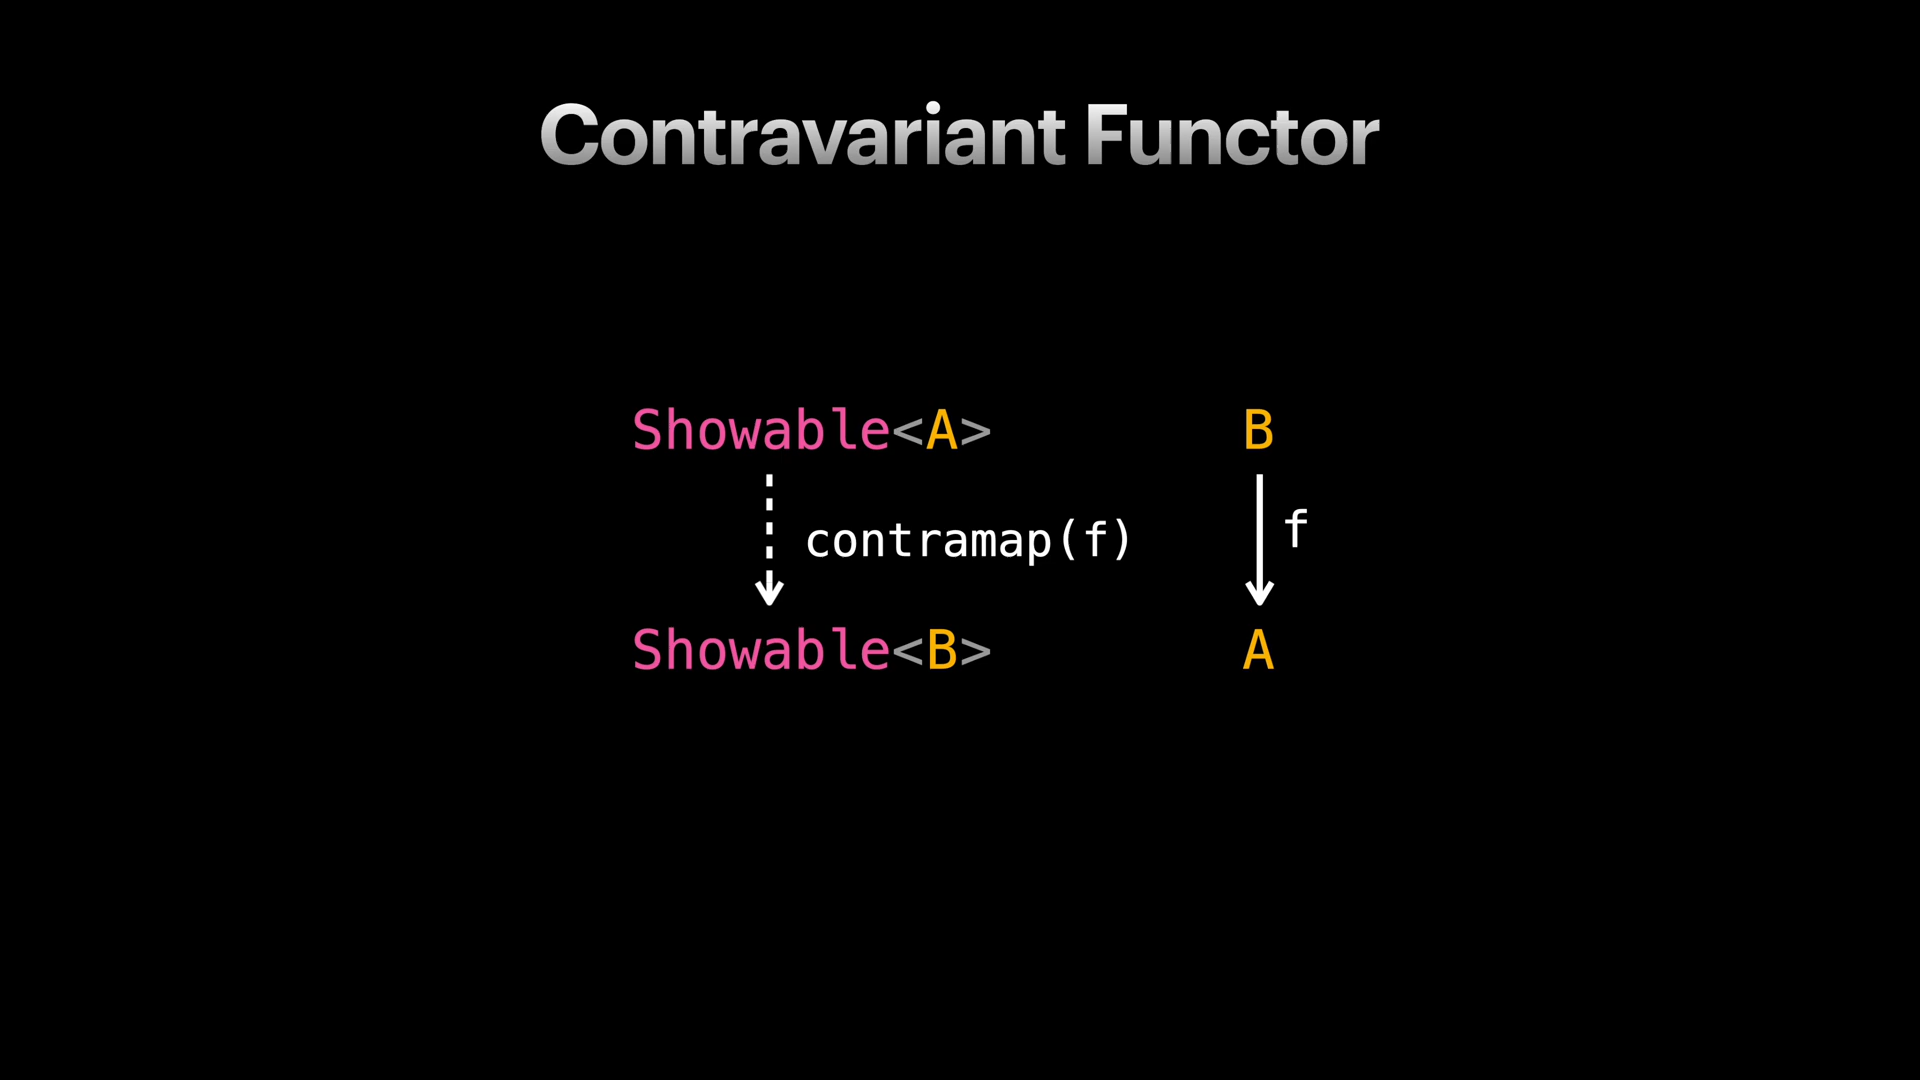 Contravariant Functor
Showable<A> B
contramap(f) f
Showable<B> A